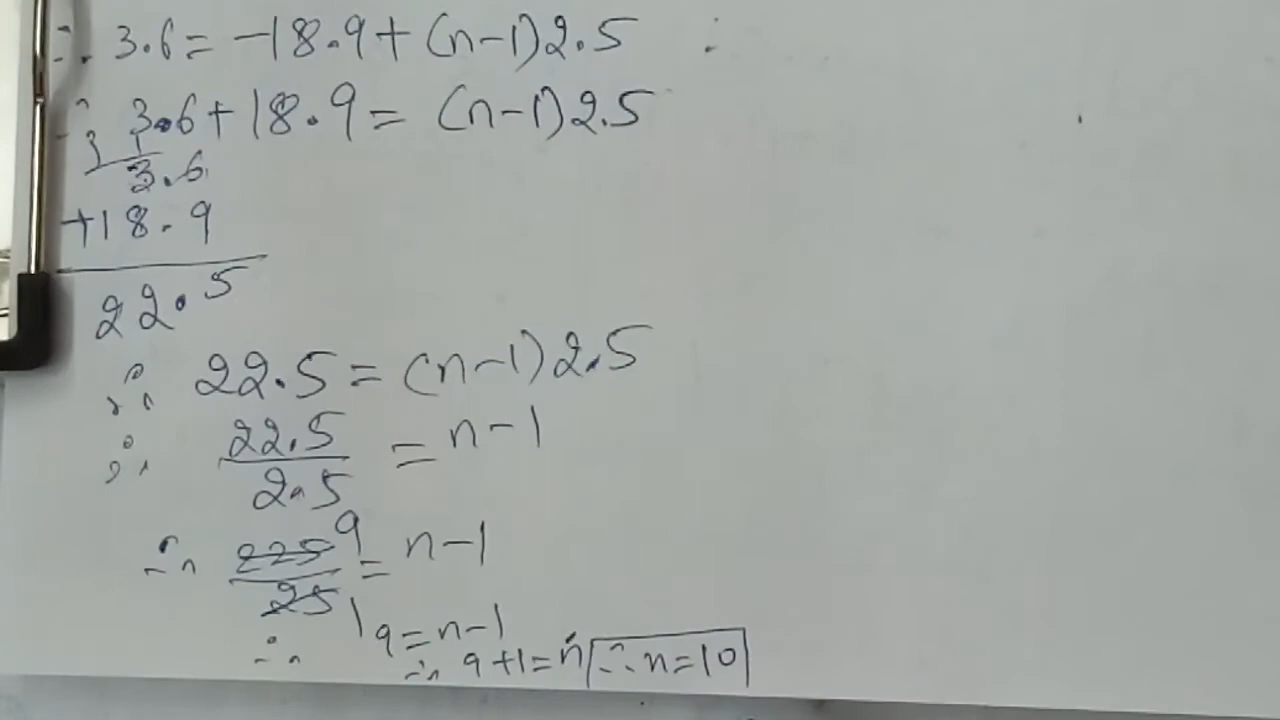 ∴ 3.6 = -18.9 + (n-1)2.5
∴ 3.6 + 18.9 = (n-1)2.5
3.6
+18.9
22.5
∴ 22.5 = (n-1)2.5
∴ 22.5/2.5 = n-1
∴ 225/25 9/1 = n-1
∴ 9 = n-1
∴ 9+1 = n ∴ n = 10